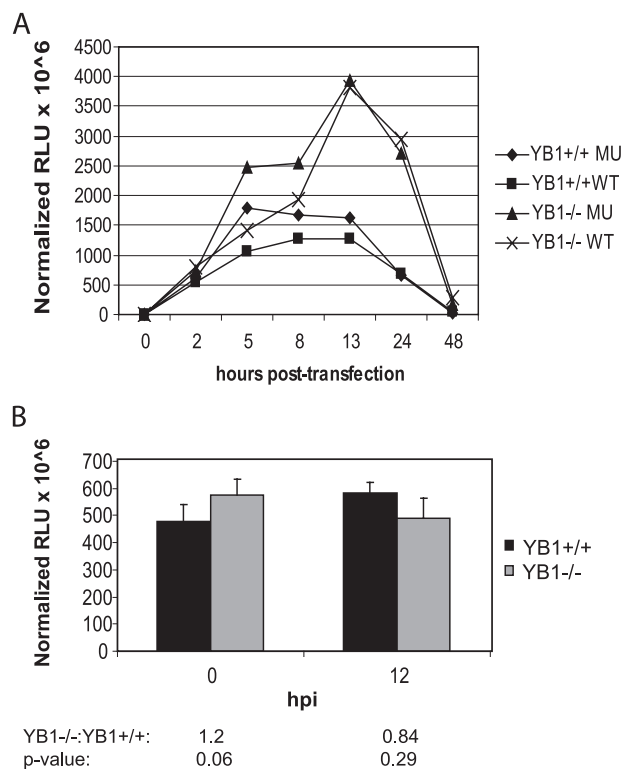 A
Normalized RLU x 10^6
4500
4000
3500
3000
2500
2000
1500
1000
500
0
0 2 5 8 13 24 48
hours post-transfection
YB1+/+ MU
YB1+/+WT
YB1-/- MU
YB1-/- WT
B
Normalized RLU x 10^6
700
600
500
400
300
200
100
0
0 12
hpi
YB1+/+
YB1-/-
YB1-/-:YB1+/+: 1.2 0.84
p-value: 0.06 0.29